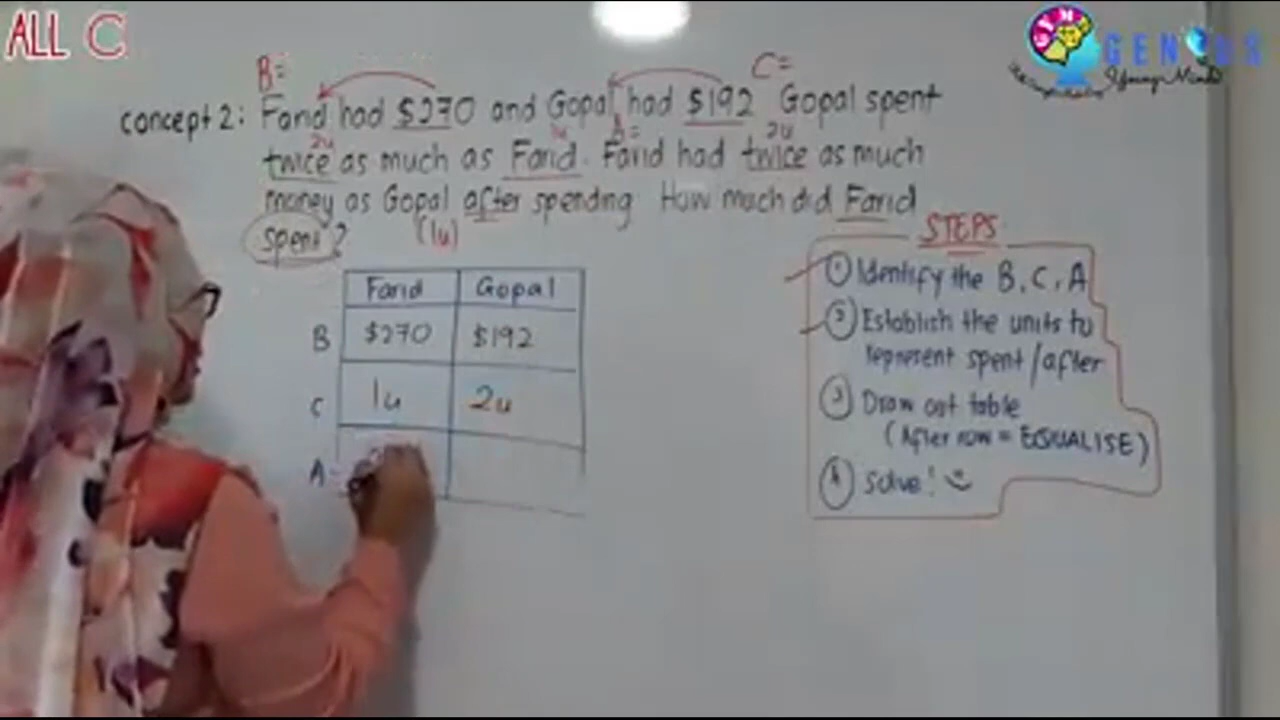 ALL C
GENIUS
Young Minds
B= C=
concept 2: Farid had $270 and Gopal had $192 Gopal spent
2u 1u A= 2u
twice as much as Farid. Farid had twice as much
money as Gopal after spending How much did Farid
spent? (1u)
STEPS
① Identify the B, C, A
② Establish the units to
represent spent/after
③ Draw out table
(After row = EQUALISE)
④ Solve!
Farid Gopal
B $270 $192
C 1u 2u
A